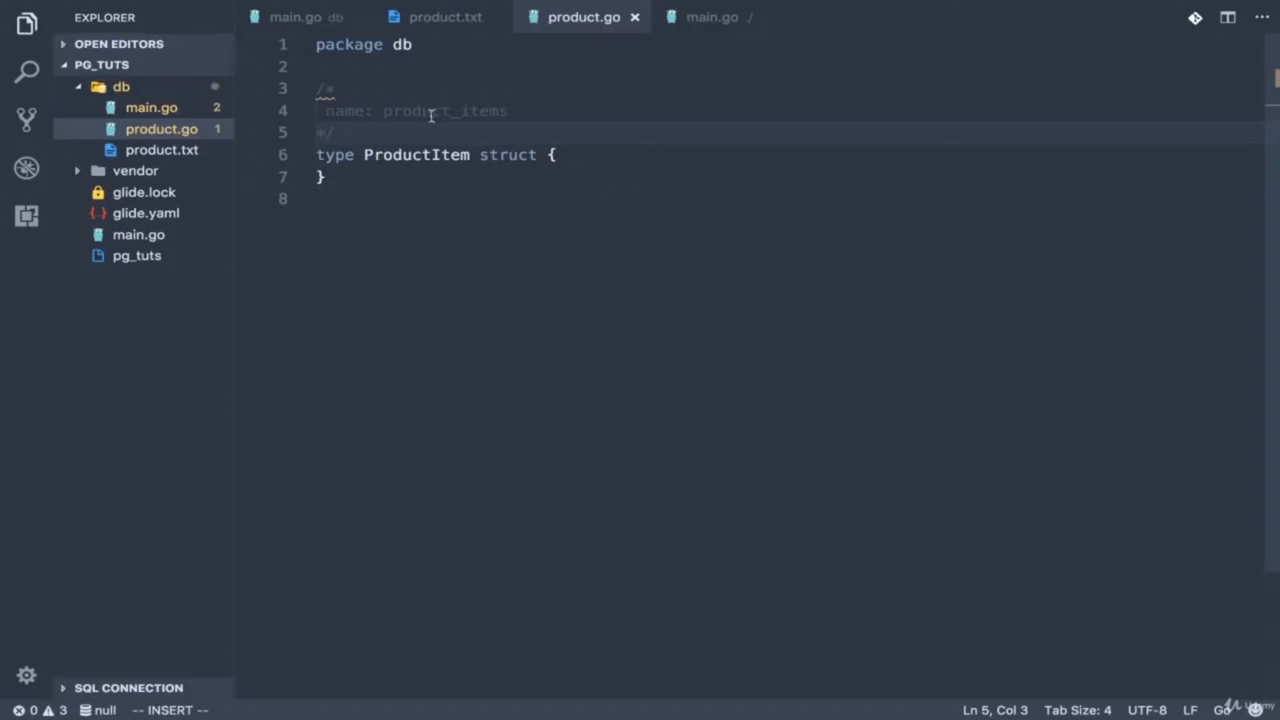 EXPLORER
OPEN EDITORS
PG_TUTS
db
main.go 2
product.go 1
product.txt
vendor
glide.lock
glide.yaml
main.go
pg_tuts
SQL CONNECTION
main.go db
product.txt
product.go
main.go ./
1 package db
2
3 /*
4 name: product_items
5 */
6 type ProductItem struct {
7 }
8
0 3 null -- INSERT --
Ln 5, Col 3 Tab Size: 4 UTF-8 LF Go
Udemy